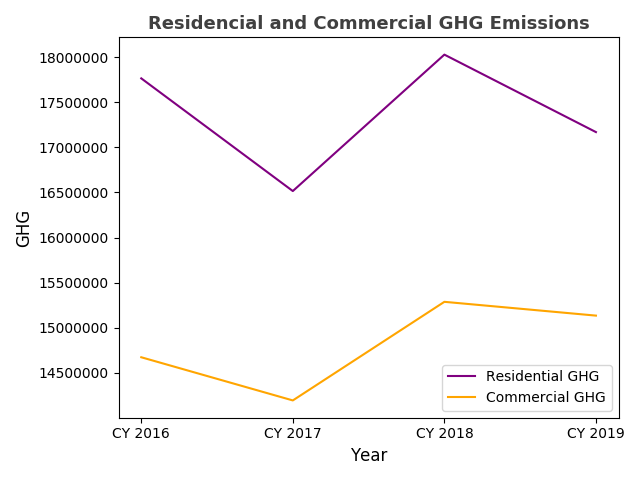 Residencial and Commercial GHG Emissions
18000000
17500000
17000000
16500000
16000000
15500000
15000000
14500000
GHG
Residential GHG
Commercial GHG
CY 2016 CY 2017 CY 2018 CY 2019
Year